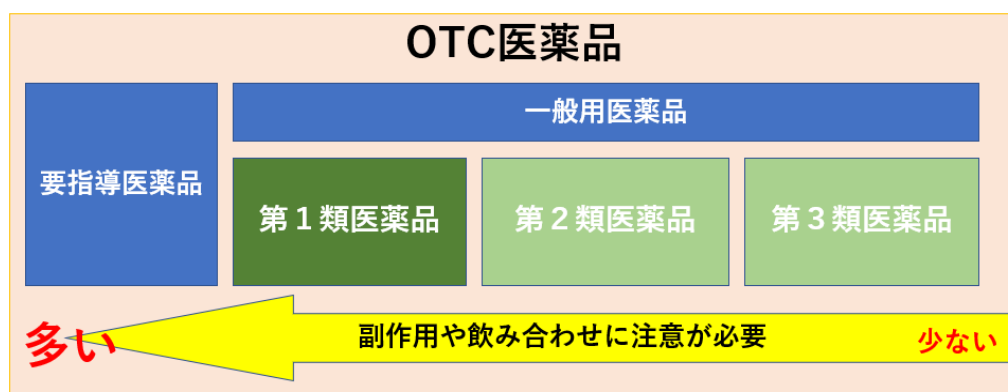 OTC医薬品
一般用医薬品
要指導医薬品
第１類医薬品
第２類医薬品
第３類医薬品
多い
副作用や飲み合わせに注意が必要
少ない